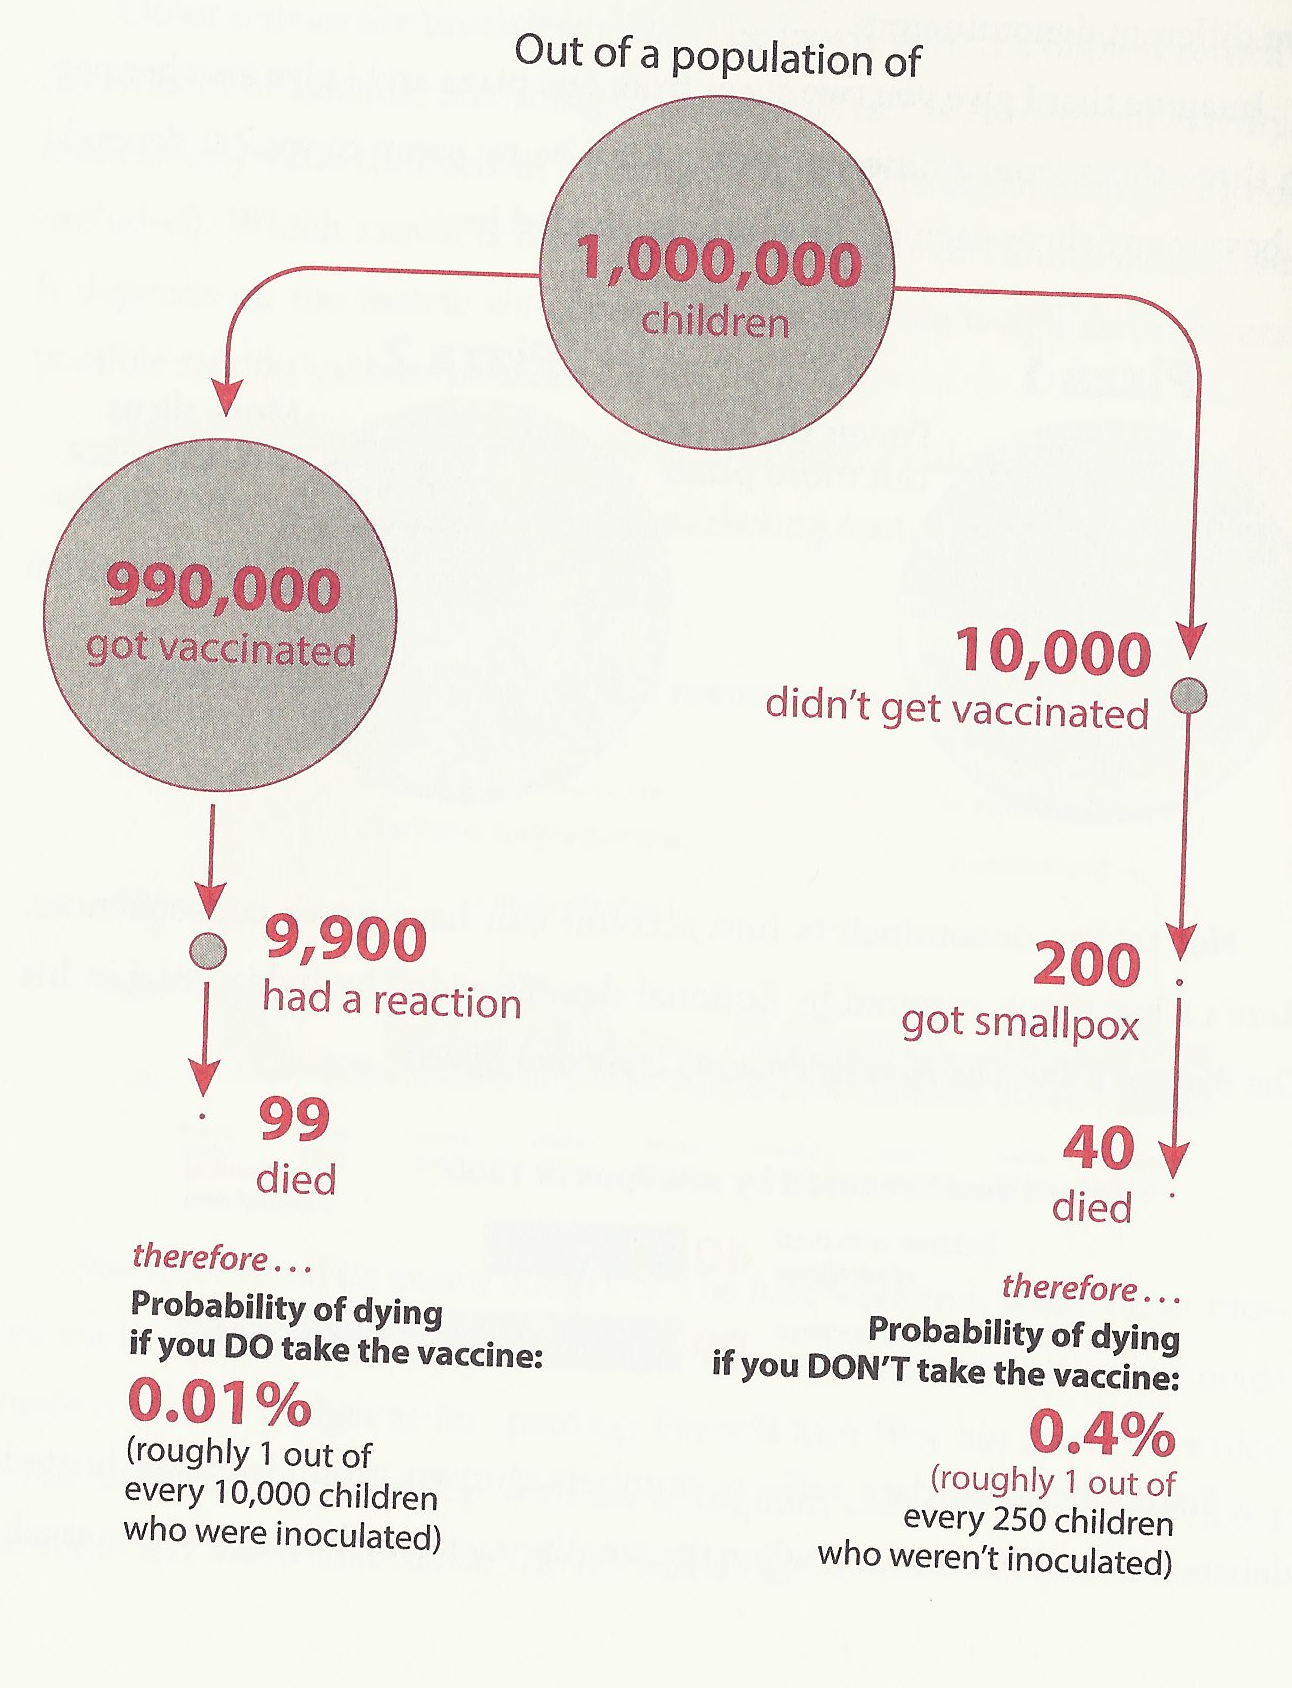 Out of a population of
1,000,000
children
990,000
got vaccinated
10,000
didn't get vaccinated
9,900
had a reaction
200
got smallpox
99
died
40
died
therefore...
Probability of dying
if you DO take the vaccine:
0.01%
(roughly 1 out of
every 10,000 children
who were inoculated)
therefore...
Probability of dying
if you DON'T take the vaccine:
0.4%
(roughly 1 out of
every 250 children
who weren't inoculated)